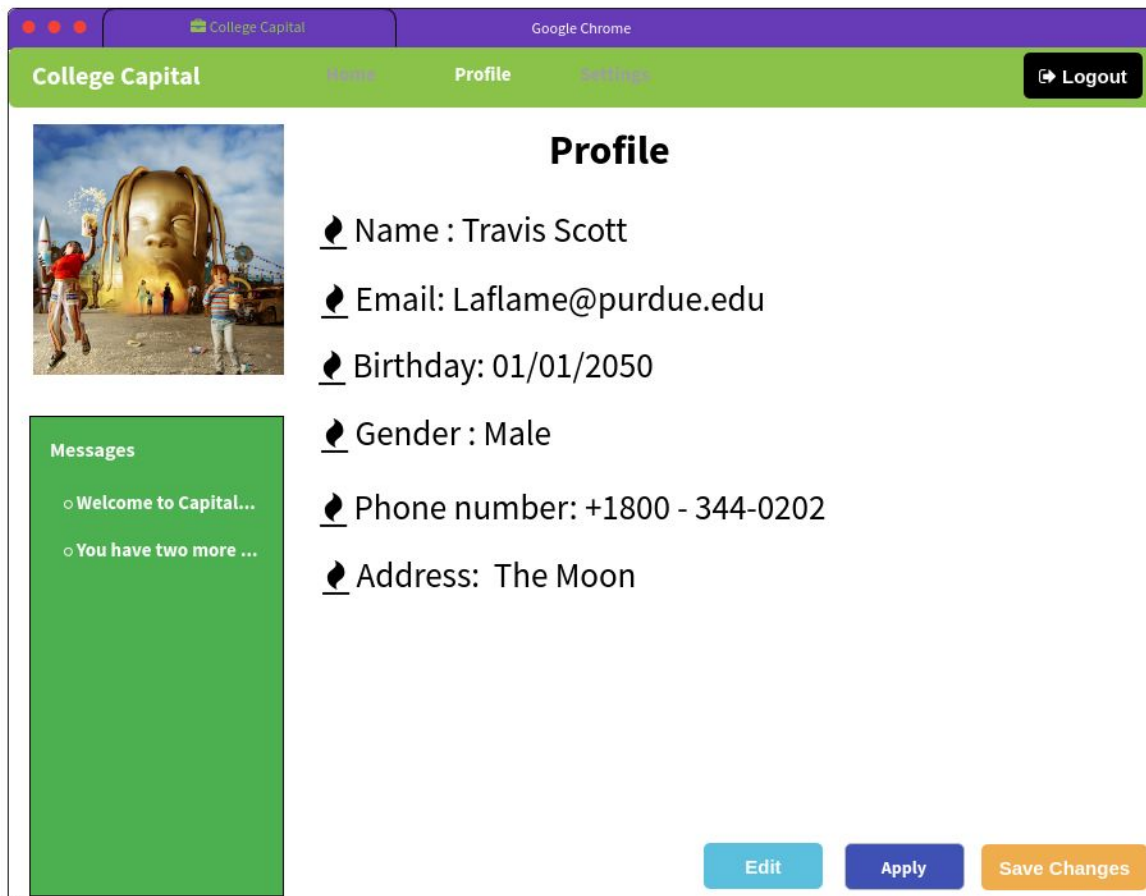 College Capital
Google Chrome
College Capital
Home
Profile
Settings
Logout
Profile
Name : Travis Scott
Email: Laflame@purdue.edu
Birthday: 01/01/2050
Gender : Male
Phone number: +1800 - 344-0202
Address: The Moon
Messages
Welcome to Capital...
You have two more ...
Edit
Apply
Save Changes